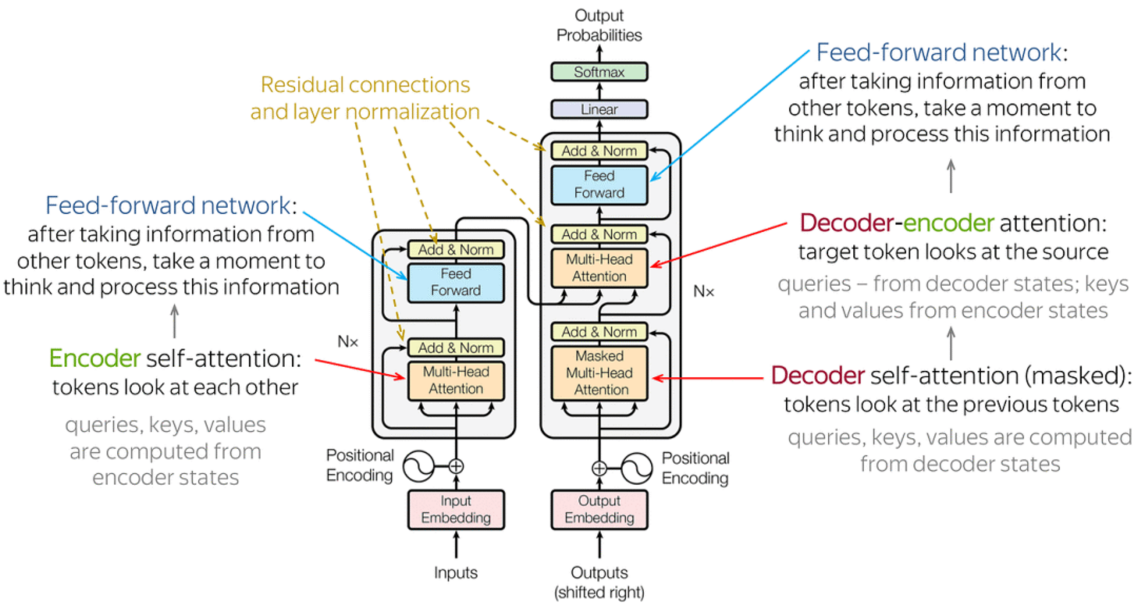 Output
Probabilities
Softmax
Linear
Add & Norm
Feed
Forward
Add & Norm
Multi-Head
Attention
Add & Norm
Masked
Multi-Head
Attention
Nx
Positional
Encoding
Output
Embedding
Outputs
(shifted right)
Residual connections
and layer normalization
Add & Norm
Feed
Forward
Nx
Add & Norm
Multi-Head
Attention
Positional
Encoding
Input
Embedding
Inputs
Feed-forward network:
after taking information from
other tokens, take a moment to
think and process this information
Encoder self-attention:
tokens look at each other
queries, keys, values
are computed from
encoder states
Feed-forward network:
after taking information from
other tokens, take a moment to
think and process this information
Decoder-encoder attention:
target token looks at the source
queries – from decoder states; keys
and values from encoder states
Decoder self-attention (masked):
tokens look at the previous tokens
queries, keys, values are computed
from decoder states